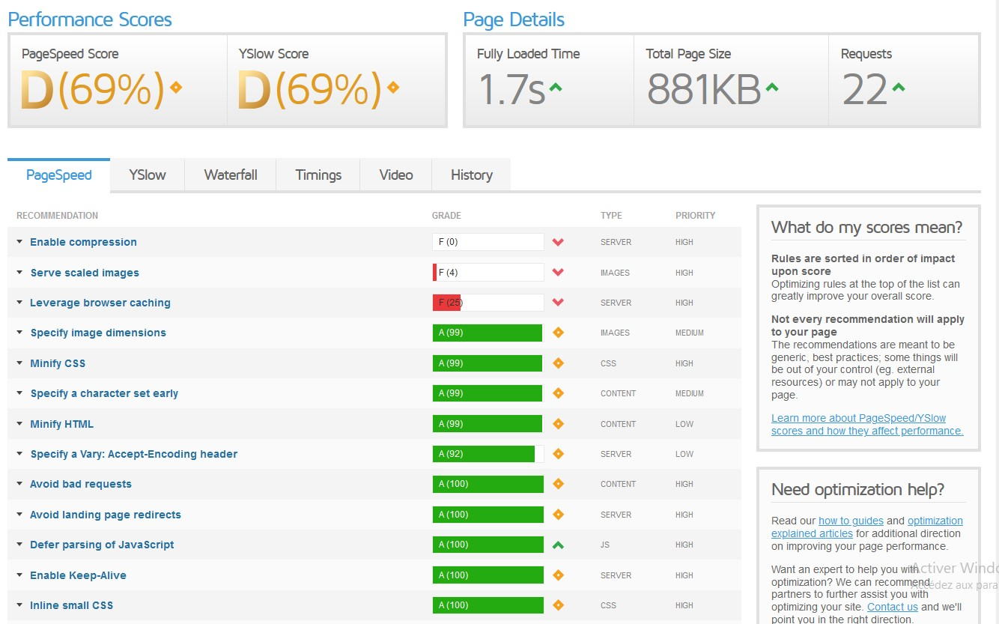 Performance Scores
Page Details
PageSpeed Score
YSlow Score
Fully Loaded Time
Total Page Size
Requests
D(69%)
D(69%)
1.7s
881KB
22
PageSpeed
YSlow
Waterfall
Timings
Video
History
RECOMMENDATION GRADE TYPE PRIORITY
Enable compression F (0) SERVER HIGH
Serve scaled images F (4) IMAGES HIGH
Leverage browser caching F (25) SERVER HIGH
Specify image dimensions A (99) IMAGES MEDIUM
Minify CSS A (99) CSS HIGH
Specify a character set early A (99) CONTENT MEDIUM
Minify HTML A (99) CONTENT LOW
Specify a Vary: Accept-Encoding header A (92) SERVER LOW
Avoid bad requests A (100) CONTENT HIGH
Avoid landing page redirects A (100) SERVER HIGH
Defer parsing of JavaScript A (100) JS HIGH
Enable Keep-Alive A (100) SERVER HIGH
Inline small CSS A (100) CSS HIGH
What do my scores mean?
Rules are sorted in order of impact
upon score
Optimizing rules at the top of the list can
greatly improve your overall score.
Not every recommendation will apply
to your page
The recommendations are meant to be
generic, best practices; some things will
be out of your control (eg. external
resources) or may not apply to your
page.
Learn more about PageSpeed/YSlow
scores and how they affect performance.
Need optimization help?
Read our how to guides and optimization
explained articles for additional direction
on improving your page performance.
Want an expert to help you with
optimization? We can recommend
partners to further assist you with
optimizing your site. Contact us and we'll
point you in the right direction.
Activer Windo
Accédez aux para